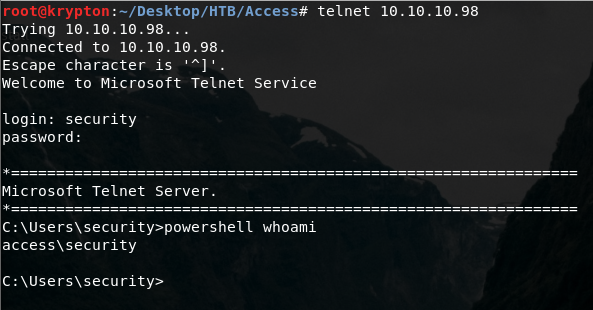 root@krypton:~/Desktop/HTB/Access# telnet 10.10.10.98
Trying 10.10.10.98...
Connected to 10.10.10.98.
Escape character is '^]'.
Welcome to Microsoft Telnet Service
login: security
password:
*===============================================================
Microsoft Telnet Server.
*===============================================================
C:\Users\security>powershell whoami
access\security
C:\Users\security>